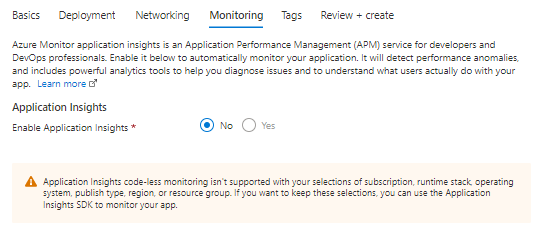 Basics Deployment Networking Monitoring Tags Review + create
Azure Monitor application insights is an Application Performance Management (APM) service for developers and
DevOps professionals. Enable it below to automatically monitor your application. It will detect performance anomalies,
and includes powerful analytics tools to help you diagnose issues and to understand what users actually do with your
app. Learn more
Application Insights
Enable Application Insights * No Yes
Application Insights code-less monitoring isn't supported with your selections of subscription, runtime stack, operating
system, publish type, region, or resource group. If you want to keep these selections, you can use the Application
Insights SDK to monitor your app.